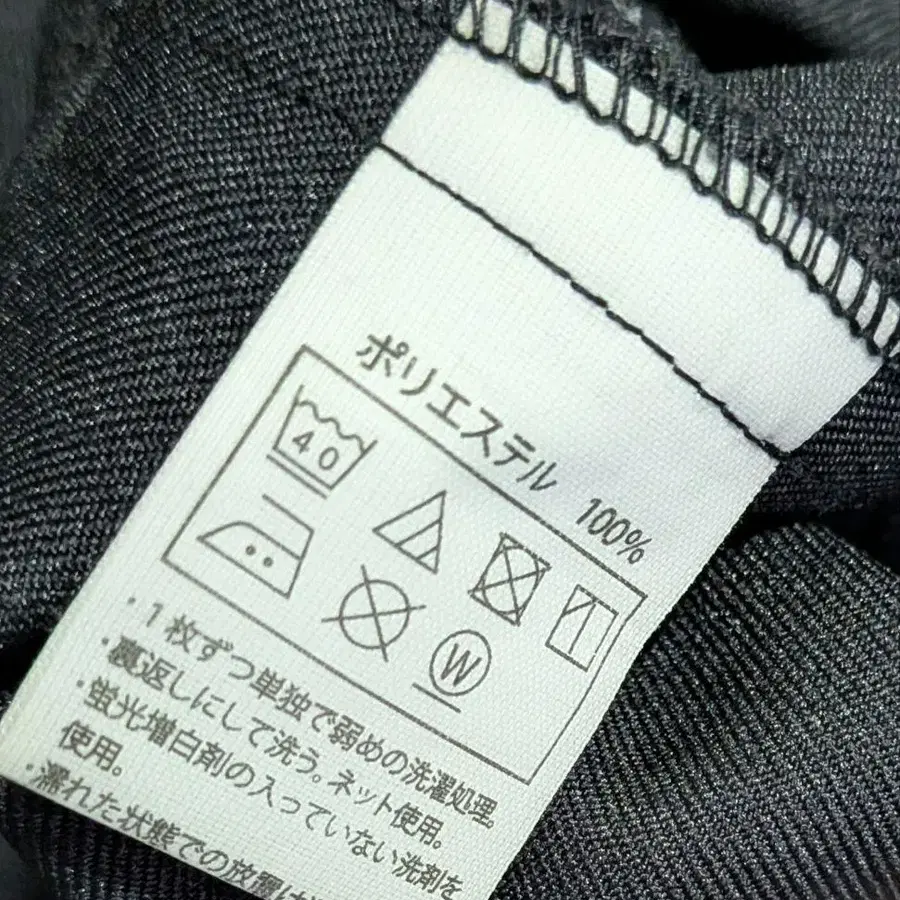 ポリエステル 100%
40
W
・1枚ずつ単独で弱めの洗濯処理。
・裏返しにして洗う。ネット使用。
・蛍光増白剤の入っていない洗剤を
使用。
・濡れた状態での放置は